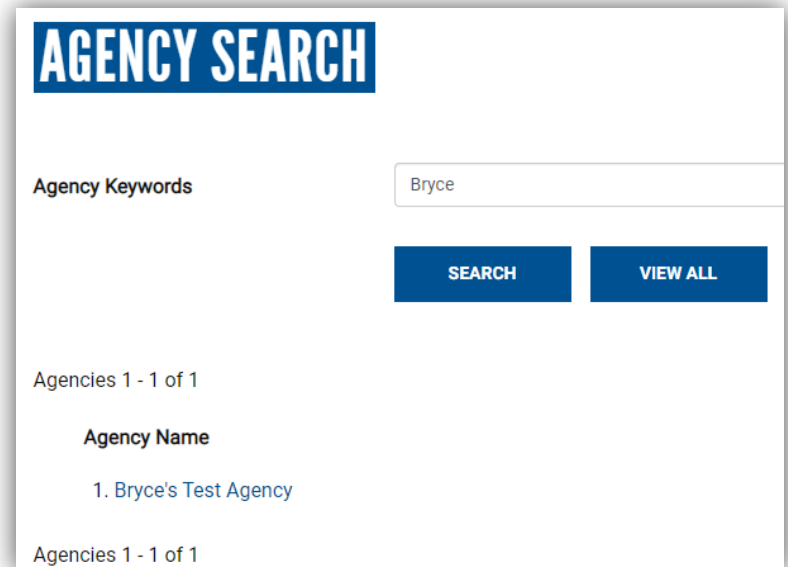 AGENCY SEARCH
Agency Keywords
Bryce
SEARCH
VIEW ALL
Agencies 1 - 1 of 1
Agency Name
1. Bryce's Test Agency
Agencies 1 - 1 of 1